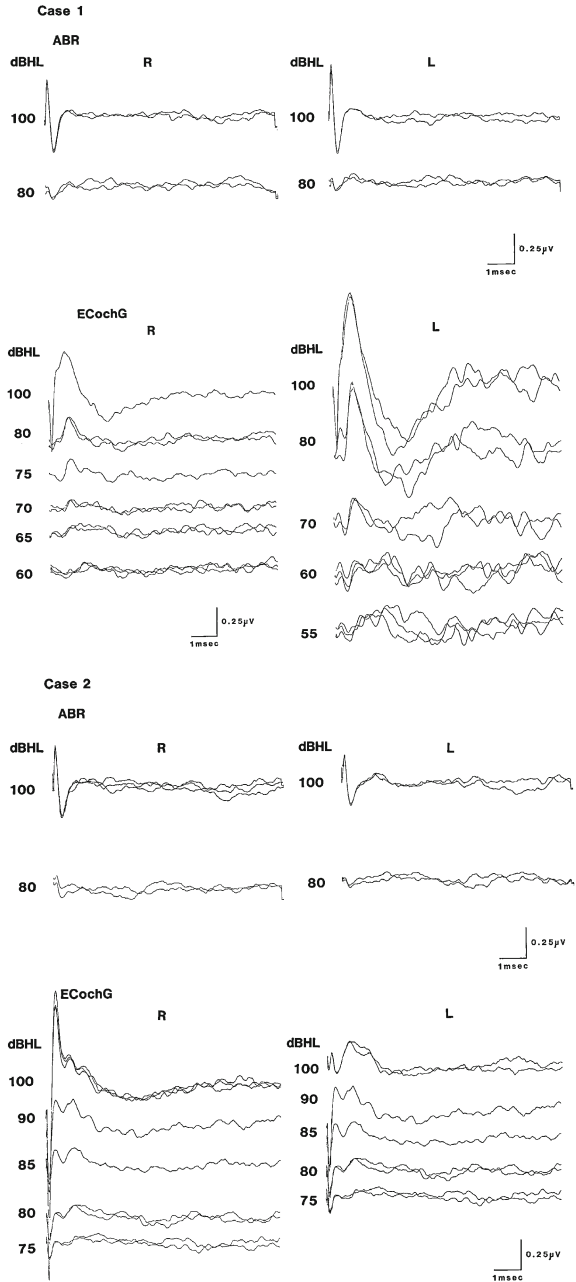 Case 1
ABR
dBHL R dBHL L
100 100
80 80
0.25µV
1msec
ECochG
R L
dBHL dBHL
100 100
80 80
75
70 70
65
60 60
55
0.25µV 0.25µV
1msec 1msec
Case 2
ABR
dBHL R dBHL L
100 100
80 80
0.25µV
1msec
ECochG
R L
dBHL dBHL
100 100
90 90
85 85
80 80
75 75
0.25µV
1msec